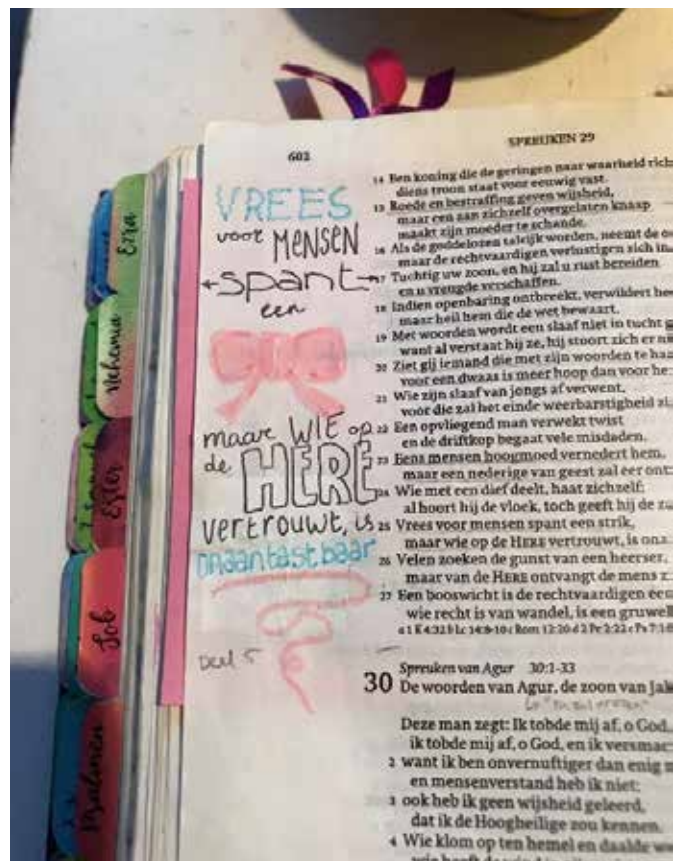 602
SPREUKEN 29
Ezra
Nehemia
Ester
Job
Psalmen
VREES
voor MENSEN
spant
een
maar WIE op
de HERE
vertrouwt, is
onaantastbaar
Deel 5
14 Een koning die de geringen naar waarheid
diens troon staat voor eeuwig vast.
15 Roede en bestraffing geven wijsheid,
maar een aan zichzelf overgelaten knaap
maakt zijn moeder te schande.
16 Als de goddelozen talrijk worden, neemt de
maar de rechtvaardigen verlustigen zich in
17 Tuchtig uw zoon, en hij zal u rust bereiden
en u vreugde verschaffen.
18 Indien openbaring ontbreekt, verwildert
maar heil hem die de wet bewaart.
19 Met woorden wordt een slaaf niet in tucht
want al verstaat hij ze, hij stoort zich er
20 Ziet gij iemand die met zijn woorden te
voor een dwaas is meer hoop dan voor
21 Wie zijn slaaf van jongs af verwent,
voor die zal het einde weerbarstigheid
22 Een opvliegend man verwekt twist
en de driftkop begaat vele misdaden.
23 Eens mensen hoogmoed vernedert hem,
maar een nederige van geest zal eer
24 Wie met een dief deelt, haat zichzelf;
al hoort hij de vloek, toch geeft hij de
25 Vrees voor mensen spant een strik,
maar wie op de HERE vertrouwt, is
26 Velen zoeken de gunst van een heerser,
maar van de HERE ontvangt de mens
27 Een booswicht is de rechtvaardigen een
wie recht is van wandel, is een gruwel
Spreuken van Agur 30:1-33
30 De woorden van Agur, de zoon van
Deze man zegt: Ik tobde mij af, o God,
ik tobde mij af, o God, en ik
2 want ik ben onvernuftiger dan enig
en mensenverstand heb ik niet;
3 ook heb ik geen wijsheid geleerd,
dat ik de Hoogheilige zou kennen.
4 Wie klom op ten hemel en daalde